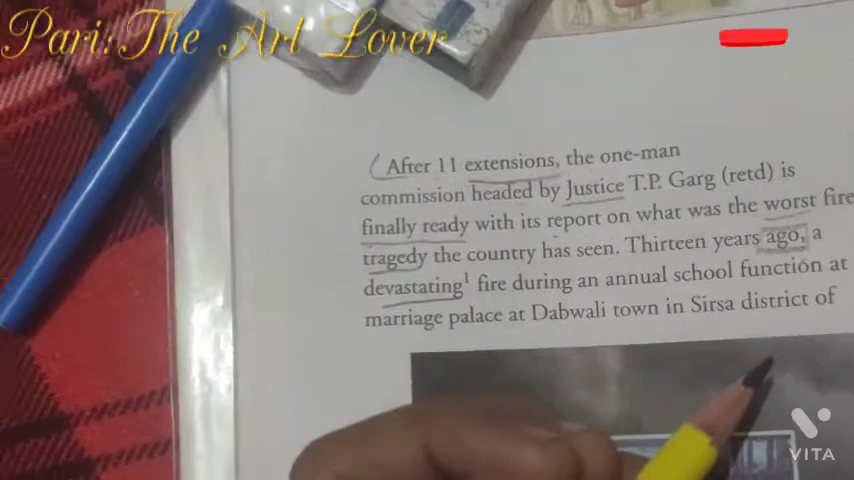 Pari:The Art Lover
After 11 extensions, the one-man
commission headed by Justice T.P. Garg (retd) is
finally ready with its report on what was the worst fire
tragedy the country has seen. Thirteen years ago, a
devastating¹ fire during an annual school function at
marriage palace at Dabwali town in Sirsa district of
VITA